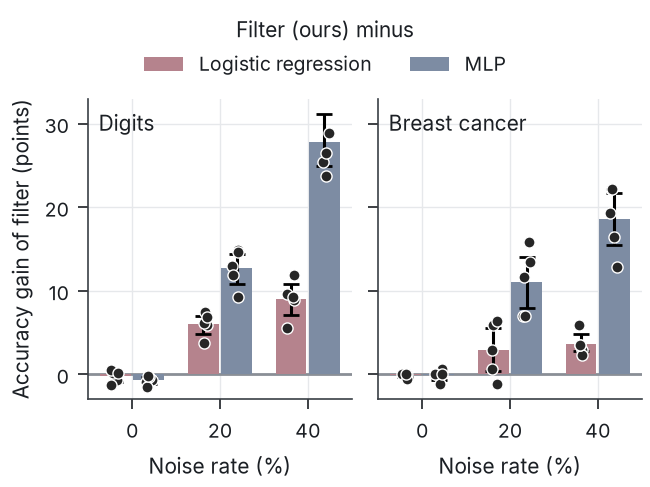 Filter (ours) minus
Logistic regression MLP
Accuracy gain of filter (points)
Digits
Breast cancer
30
20
10
0
0 20 40
0 20 40
Noise rate (%)
Noise rate (%)